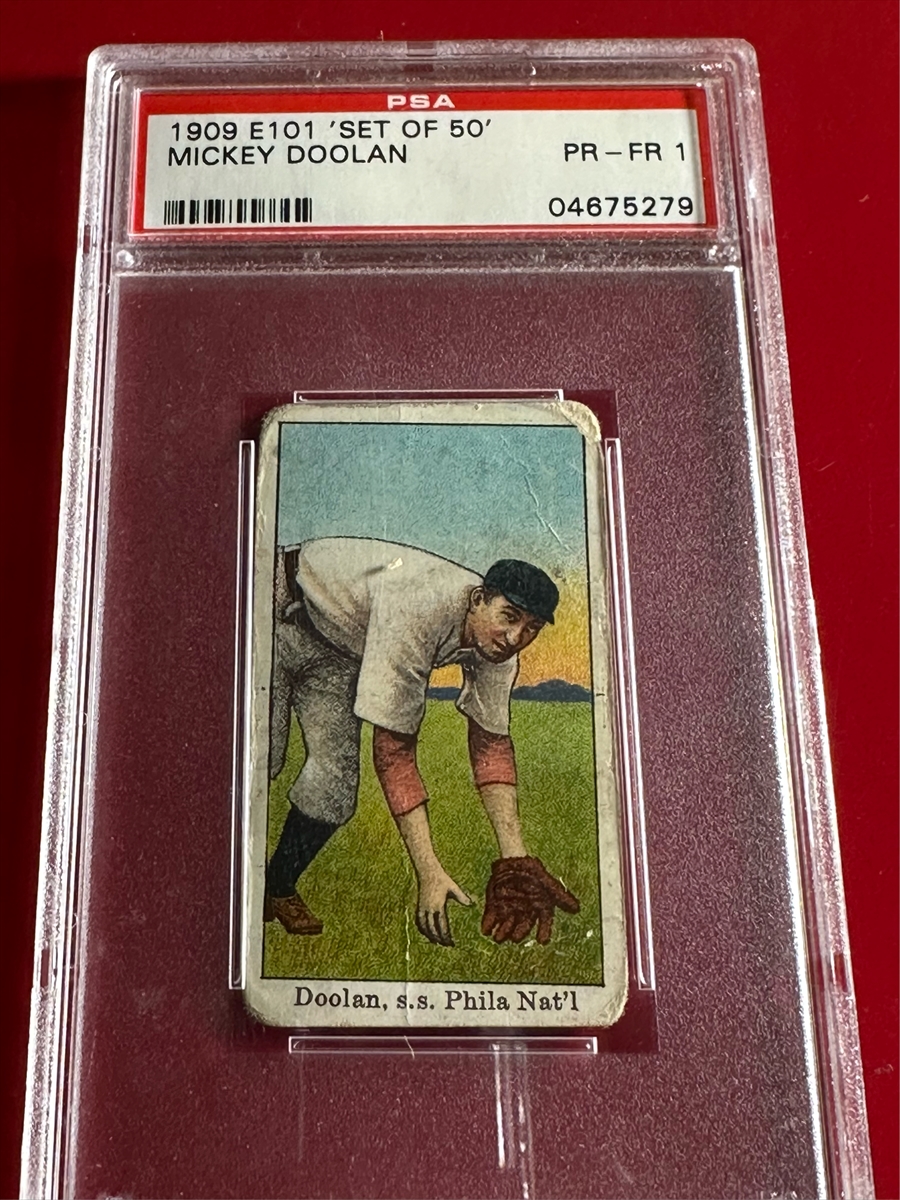 PSA
1909 E101 'SET OF 50'
MICKEY DOOLAN PR - FR 1
04675279
Doolan, s.s. Phila Nat'l